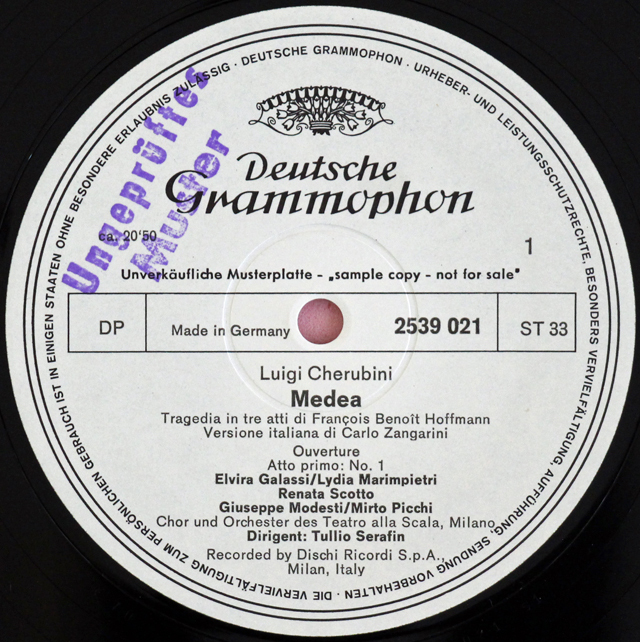 DEUTSCHE GRAMMOPHON · URHEBER- UND LEISTUNGSSCHUTZRECHTE, BESONDERS VERVIELFÄLTIGUNG, AUFFÜHRUNG, SENDUNG VORBEHALTEN · DIE VERVIELFÄLTIGUNG ZUM PERSÖNLICHEN GEBRAUCH IST IN EINIGEN STAATEN OHNE BESONDERE ERLAUBNIS ZULÄSSIG ·
Ungeprüftes
Muster
Deutsche
Grammophon
ca. 20'50
1
Unverkäufliche Musterplatte - „sample copy - not for sale"
DP
Made in Germany
2539 021
ST 33
Luigi Cherubini
Medea
Tragedia in tre atti di François Benoît Hoffmann
Versione italiana di Carlo Zangarini
Ouverture
Atto primo: No. 1
Elvira Galassi/Lydia Marimpietri
Renata Scotto
Giuseppe Modesti/Mirto Picchi
Chor und Orchester des Teatro alla Scala, Milano
Dirigent: Tullio Serafin
Recorded by Dischi Ricordi S.p.A.,
Milan, Italy